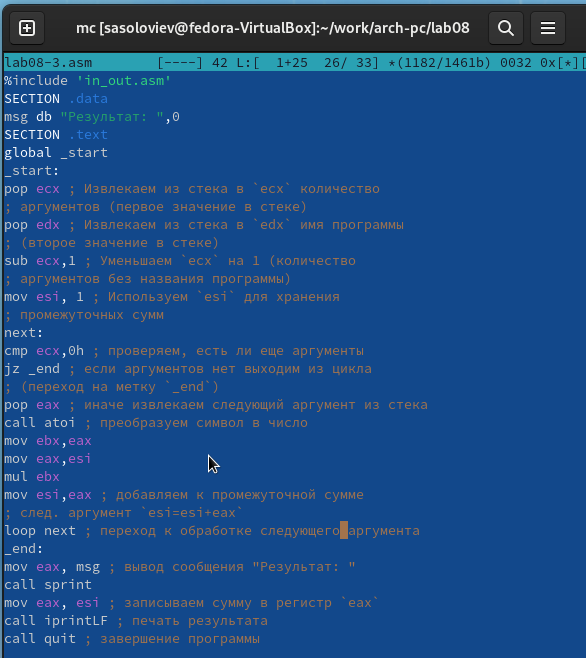 mc [sasoloviev@fedora-VirtualBox]:~/work/arch-pc/lab08
lab08-3.asm [----] 42 L:[ 1+25 26/ 33] *(1182/1461b) 0032 0x[*][
%include 'in_out.asm'
SECTION .data
msg db "Результат: ",0
SECTION .text
global _start
_start:
pop ecx ; Извлекаем из стека в `ecx` количество
; аргументов (первое значение в стеке)
pop edx ; Извлекаем из стека в `edx` имя программы
; (второе значение в стеке)
sub ecx,1 ; Уменьшаем `ecx` на 1 (количество
; аргументов без названия программы)
mov esi, 1 ; Используем `esi` для хранения
; промежуточных сумм
next:
cmp ecx,0h ; проверяем, есть ли еще аргументы
jz _end ; если аргументов нет выходим из цикла
; (переход на метку `_end`)
pop eax ; иначе извлекаем следующий аргумент из стека
call atoi ; преобразуем символ в число
mov ebx,eax
mov eax,esi
mul ebx
mov esi,eax ; добавляем к промежуточной сумме
; след. аргумент `esi=esi+eax`
loop next ; переход к обработке следующего аргумента
_end:
mov eax, msg ; вывод сообщения "Результат: "
call sprint
mov eax, esi ; записываем сумму в регистр `eax`
call iprintLF ; печать результата
call quit ; завершение программы